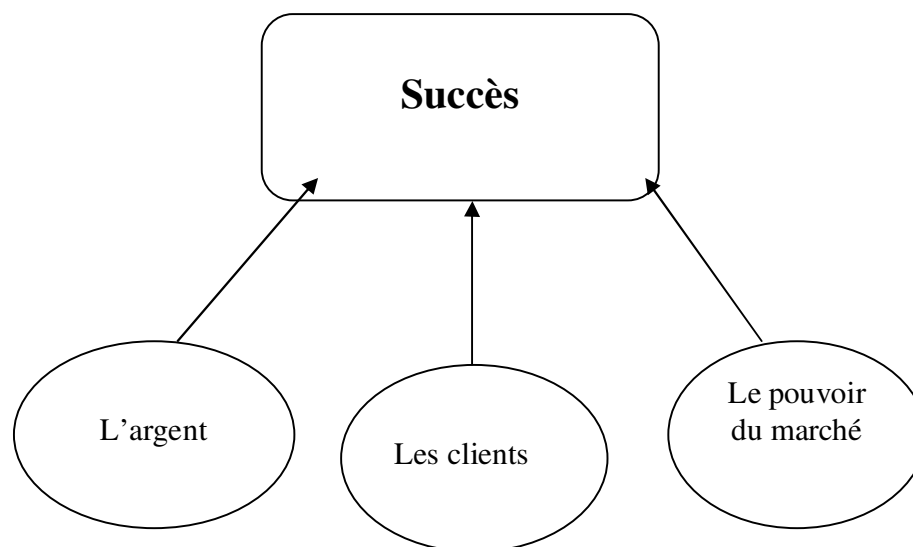 Succès
L’argent
Les clients
Le pouvoir
du marché